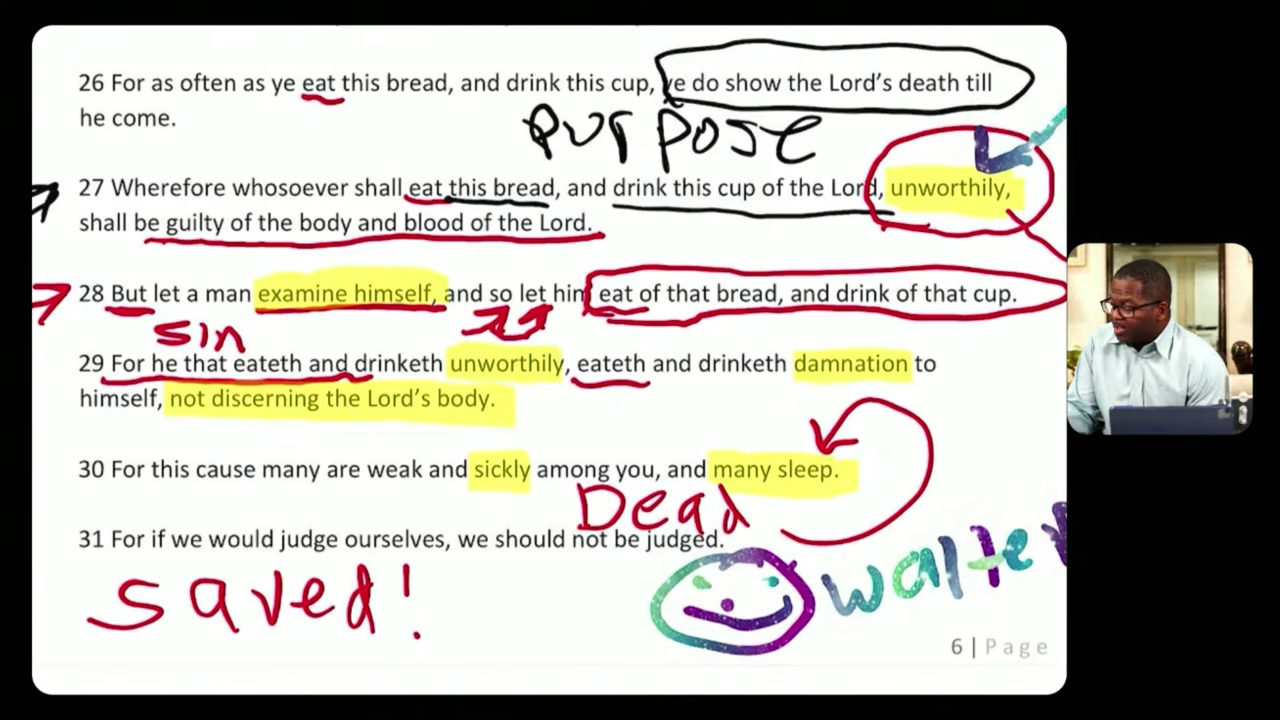 26 For as often as ye eat this bread, and drink this cup, ye do show the Lord's death till
he come.
purpose
27 Wherefore whosoever shall eat this bread, and drink this cup of the Lord, unworthily,
shall be guilty of the body and blood of the Lord.
28 But let a man examine himself, and so let him eat of that bread, and drink of that cup.
sin
29 For he that eateth and drinketh unworthily, eateth and drinketh damnation to
himself, not discerning the Lord's body.
30 For this cause many are weak and sickly among you, and many sleep.
Dead
31 For if we would judge ourselves, we should not be judged.
saved!
walter
6 | Page